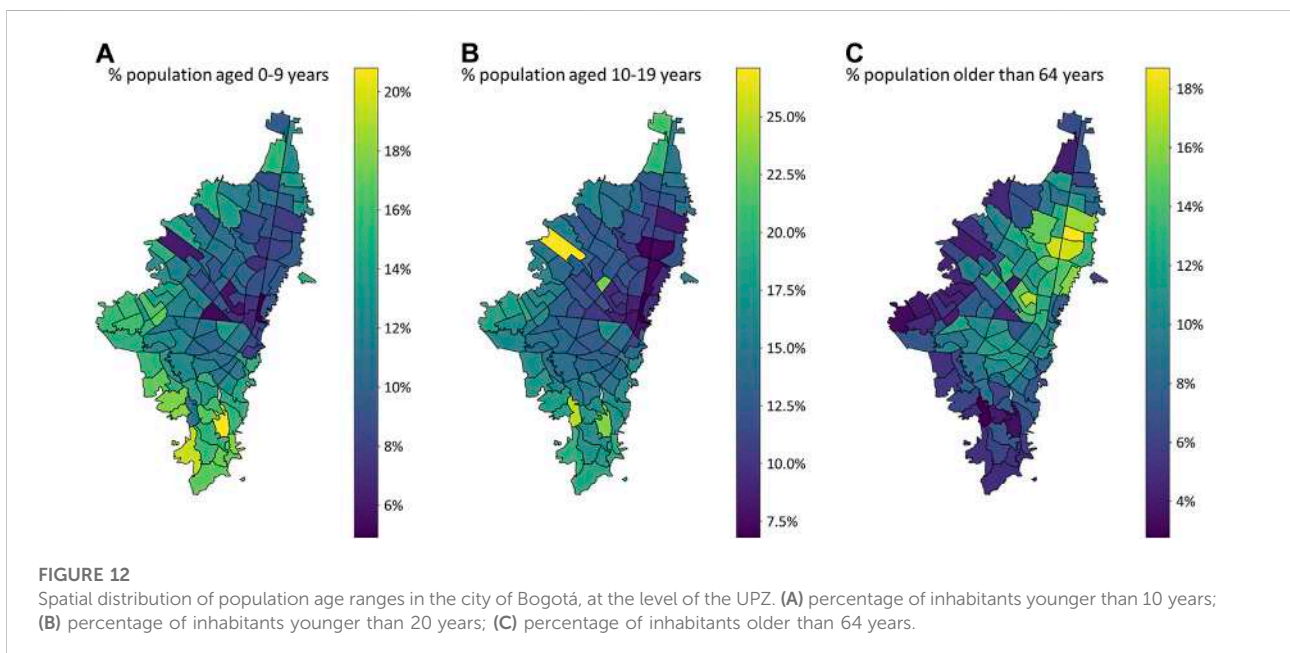 A
% population aged 0-9 years
20%
18%
16%
14%
12%
10%
8%
6%
B
% population aged 10-19 years
25.0%
22.5%
20.0%
17.5%
15.0%
12.5%
10.0%
7.5%
C
% population older than 64 years
18%
16%
14%
12%
10%
8%
6%
4%
FIGURE 12
Spatial distribution of population age ranges in the city of Bogotá, at the level of the UPZ. (A) percentage of inhabitants younger than 10 years;
(B) percentage of inhabitants younger than 20 years; (C) percentage of inhabitants older than 64 years.